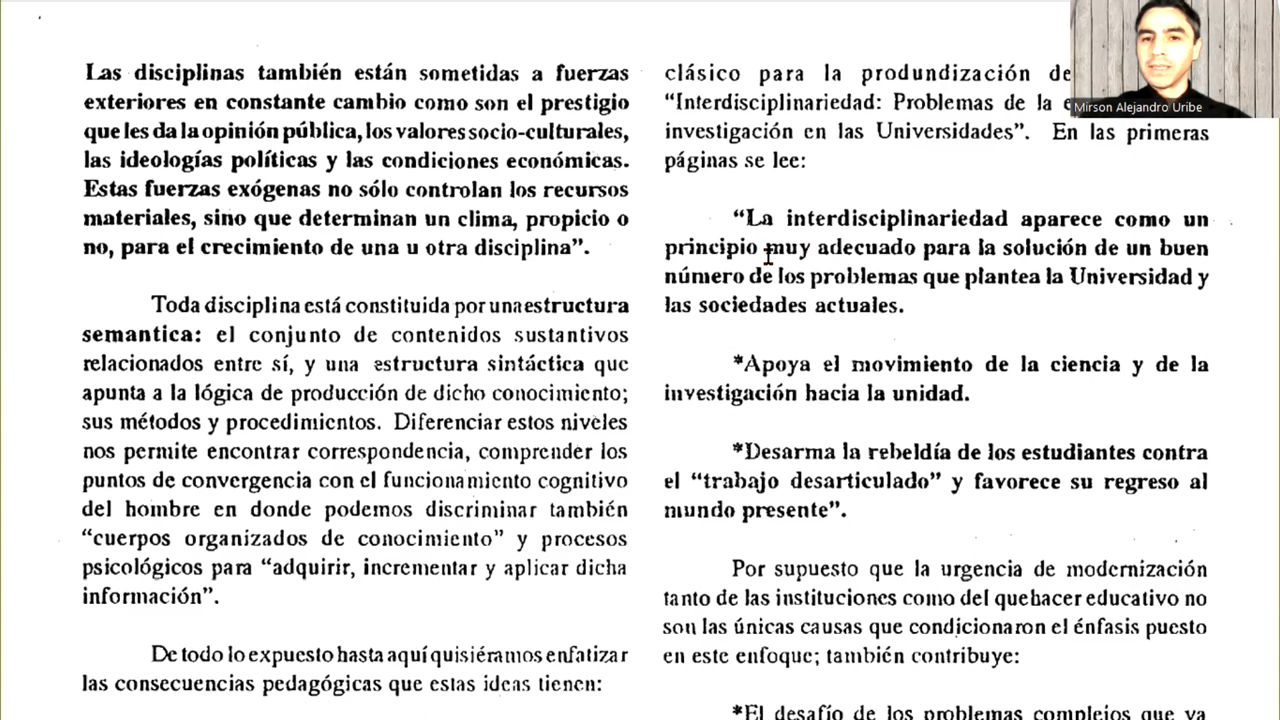 Las disciplinas también están sometidas a fuerzas
exteriores en constante cambio como son el prestigio
que les da la opinión pública, los valores socio-culturales,
las ideologías políticas y las condiciones económicas.
Estas fuerzas exógenas no sólo controlan los recursos
materiales, sino que determinan un clima, propicio o
no, para el crecimiento de una u otra disciplina”.
Toda disciplina está constituida por una estructura
semantica: el conjunto de contenidos sustantivos
relacionados entre sí, y una estructura sintáctica que
apunta a la lógica de producción de dicho conocimiento;
sus métodos y procedimientos. Diferenciar estos niveles
nos permite encontrar correspondencia, comprender los
puntos de convergencia con el funcionamiento cognitivo
del hombre en donde podemos discriminar también
“cuerpos organizados de conocimiento” y procesos
psicológicos para “adquirir, incrementar y aplicar dicha
información”.
De todo lo expuesto hasta aquí quisiéramos enfatizar
las consecuencias pedagógicas que estas ideas tienen:
clásico para la produndización de
“Interdisciplinariedad: Problemas de la
investigación en las Universidades”. En las primeras
páginas se lee:
“La interdisciplinariedad aparece como un
principio muy adecuado para la solución de un buen
número de los problemas que plantea la Universidad y
las sociedades actuales.
*Apoya el movimiento de la ciencia y de la
investigación hacia la unidad.
*Desarma la rebeldía de los estudiantes contra
el “trabajo desarticulado” y favorece su regreso al
mundo presente”.
Por supuesto que la urgencia de modernización
tanto de las instituciones como del quehacer educativo no
son las únicas causas que condicionaron el énfasis puesto
en este enfoque; también contribuye:
*El desafío de los problemas complejos que ya
Mirson Alejandro Uribe